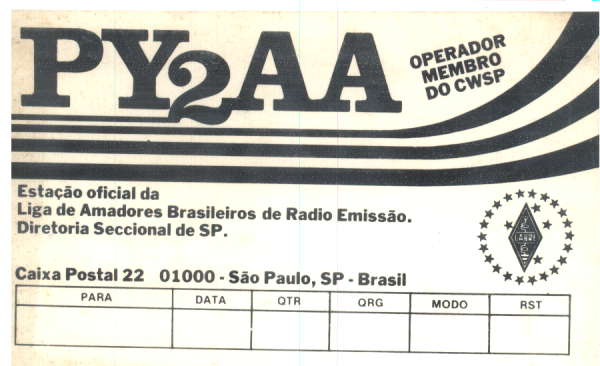 PY2AA
OPERADOR
MEMBRO
DO CWSP
Estação oficial da
Liga de Amadores Brasileiros de Radio Emissão.
Diretoria Seccional de SP.
LABRE
Caixa Postal 22 01000 - São Paulo, SP - Brasil
PARA DATA QTR QRG MODO RST